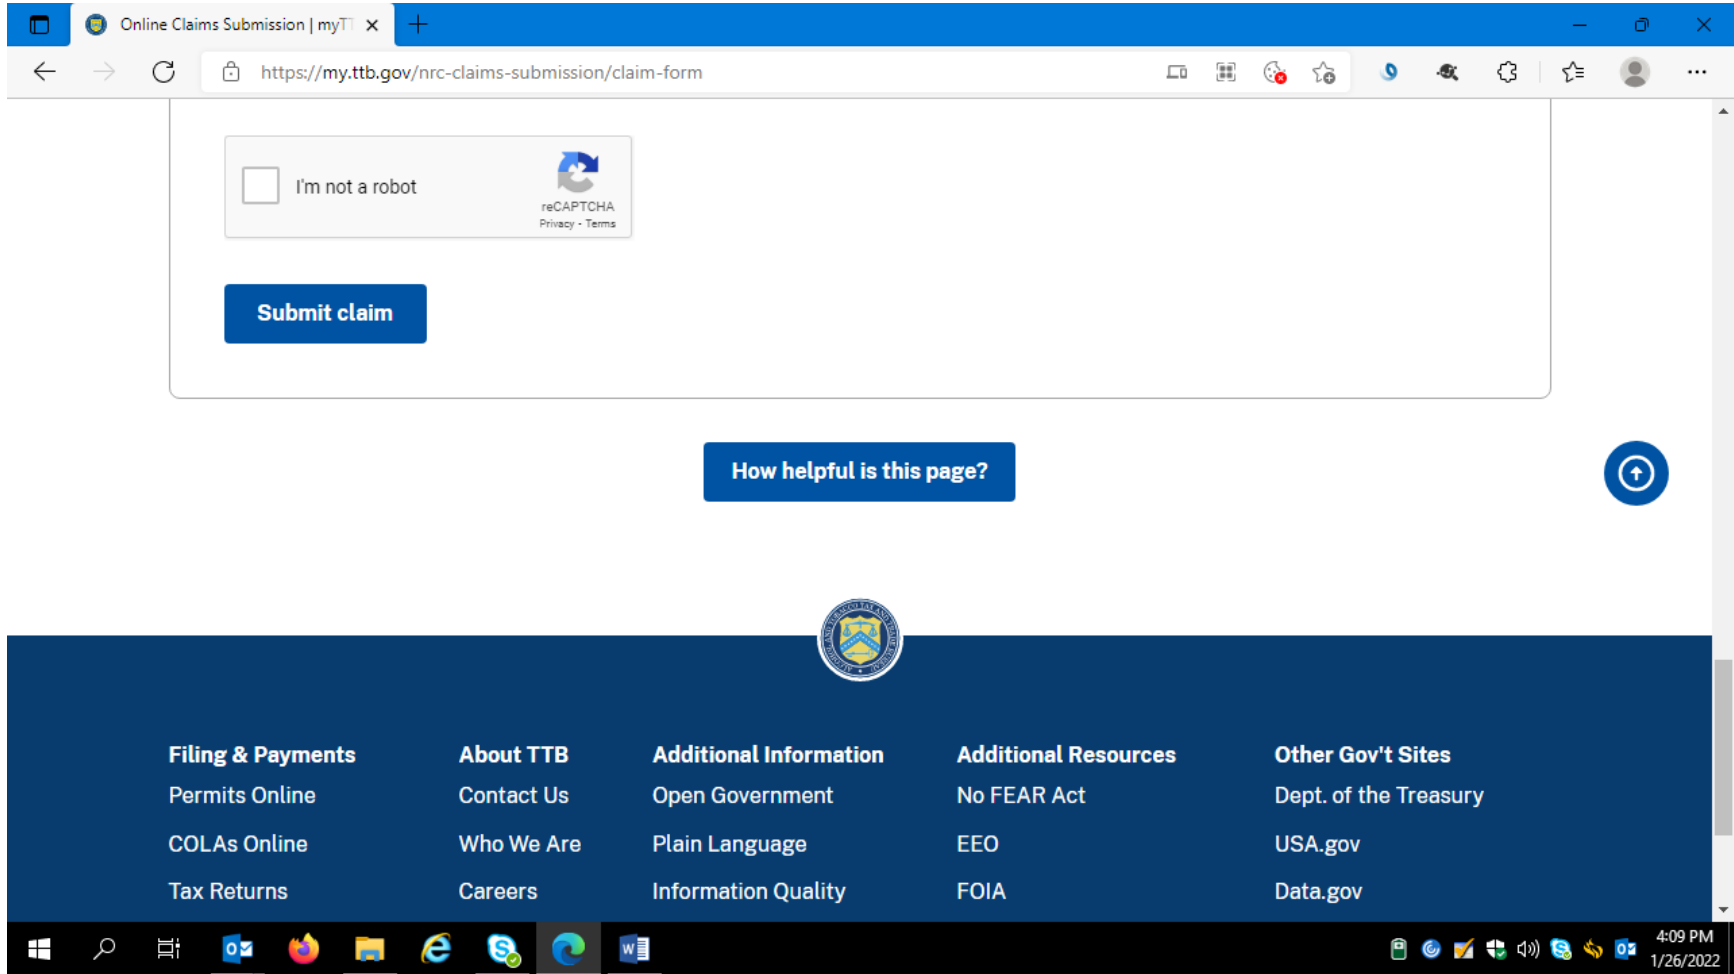 Online Claims Submission | myT
https://my.ttb.gov/nrc-claims-submission/claim-form
I'm not a robot
reCAPTCHA
Privacy - Terms
Submit claim
How helpful is this page?
Filing & Payments
Permits Online
COLAs Online
Tax Returns
About TTB
Contact Us
Who We Are
Careers
Additional Information
Open Government
Plain Language
Information Quality
Additional Resources
No FEAR Act
EEO
FOIA
Other Gov't Sites
Dept. of the Treasury
USA.gov
Data.gov
4:09 PM
1/26/2022